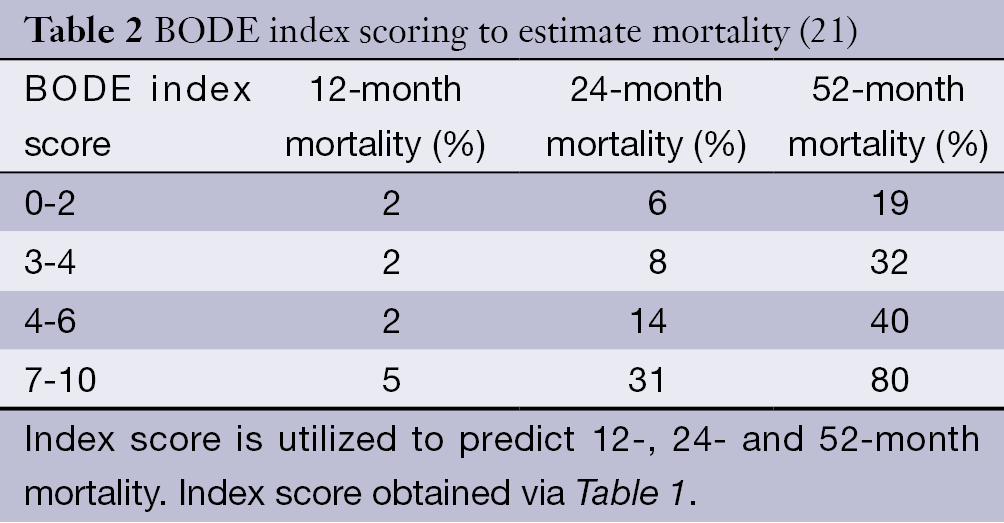 Table 2 BODE index scoring to estimate mortality (21)
BODE index score 12-month mortality (%) 24-month mortality (%) 52-month mortality (%)
0-2 2 6 19
3-4 2 8 32
4-6 2 14 40
7-10 5 31 80
Index score is utilized to predict 12-, 24- and 52-month
mortality. Index score obtained via Table 1.